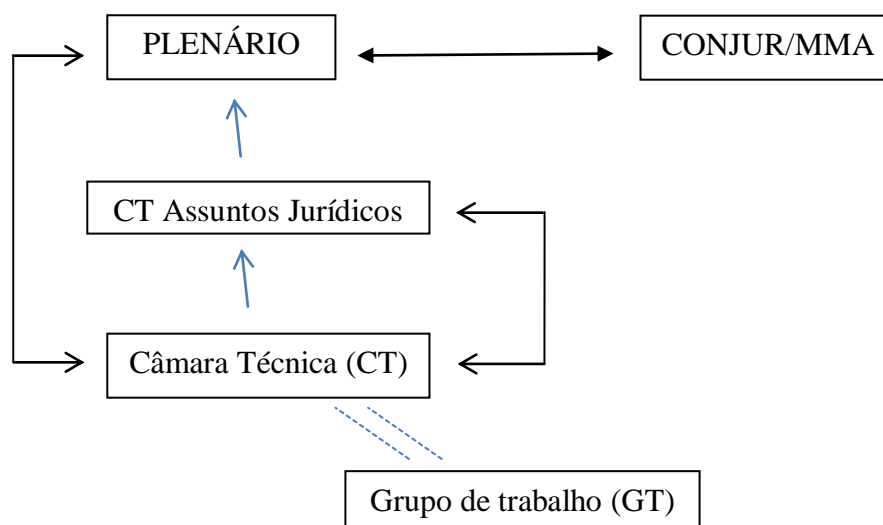 PLENÁRIO
CONJUR/MMA
CT Assuntos Jurídicos
Câmara Técnica (CT)
Grupo de trabalho (GT)